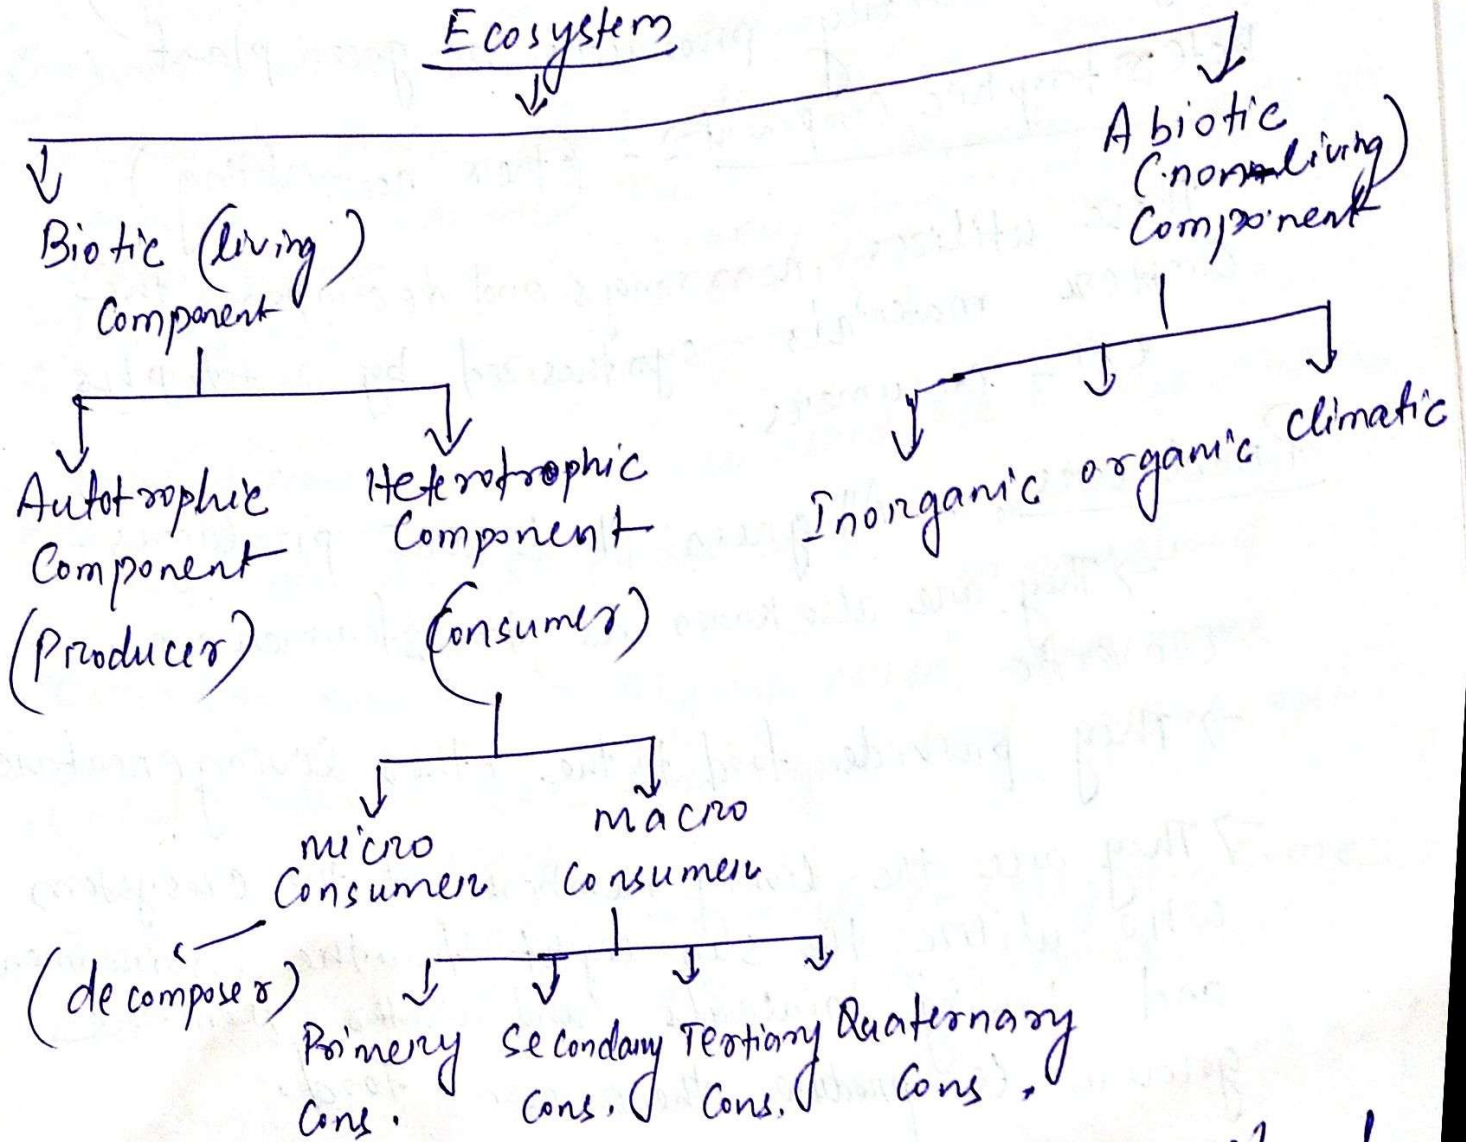 Ecosystem
Abiotic
(non-living)
Component
Biotic (living)
Component
Autotrophic
Component
(Producer)
Heterotrophic
Component
(Consumer)
Inorganic organic climatic
micro
Consumer
macro
Consumer
(decomposer)
Primery
Cons.
Secondary
Cons.
Tertiary
Cons.
Quaternary
Cons.